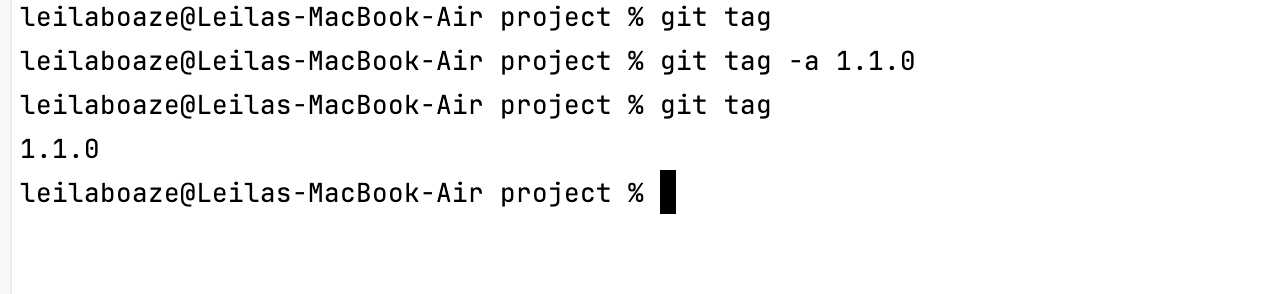 leilaboaze@Leilas-MacBook-Air project % git tag
leilaboaze@Leilas-MacBook-Air project % git tag -a 1.1.0
leilaboaze@Leilas-MacBook-Air project % git tag
1.1.0
leilaboaze@Leilas-MacBook-Air project %